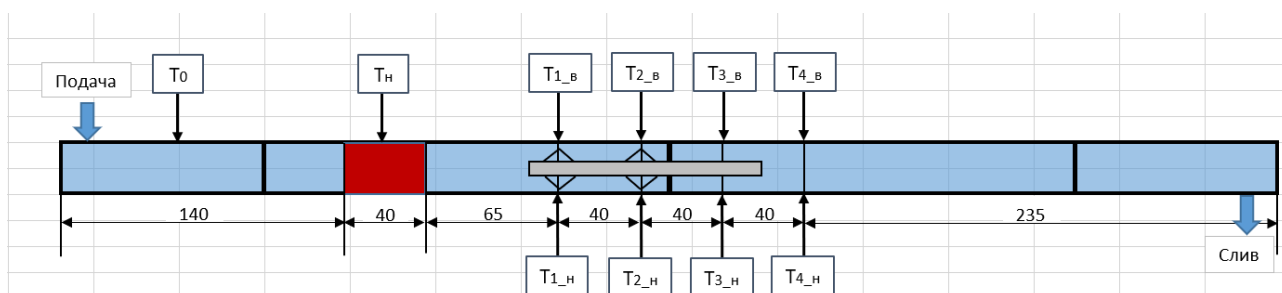 Подача
T0
Tн
T1_в
T2_в
T3_в
T4_в
140
40
65
40
40
40
235
Слив
T1_н
T2_н
T3_н
T4_н